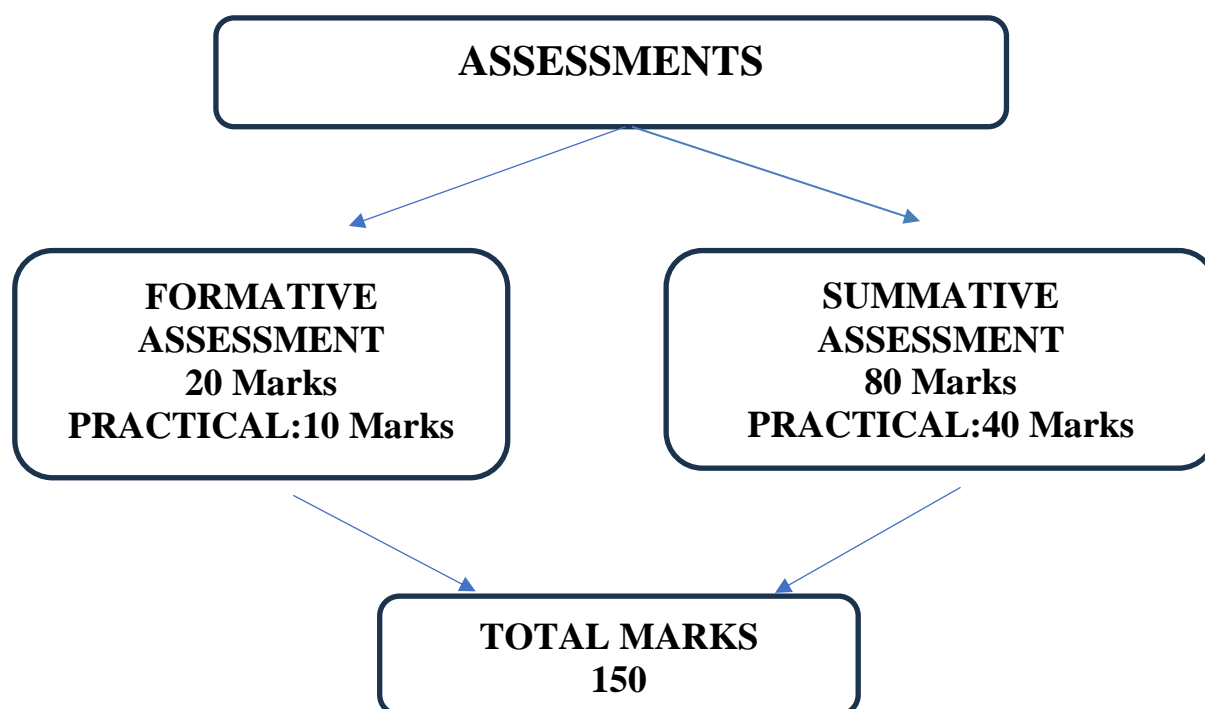 ASSESSMENTS
FORMATIVE
ASSESSMENT
20 Marks
PRACTICAL:10 Marks
SUMMATIVE
ASSESSMENT
80 Marks
PRACTICAL:40 Marks
TOTAL MARKS
150